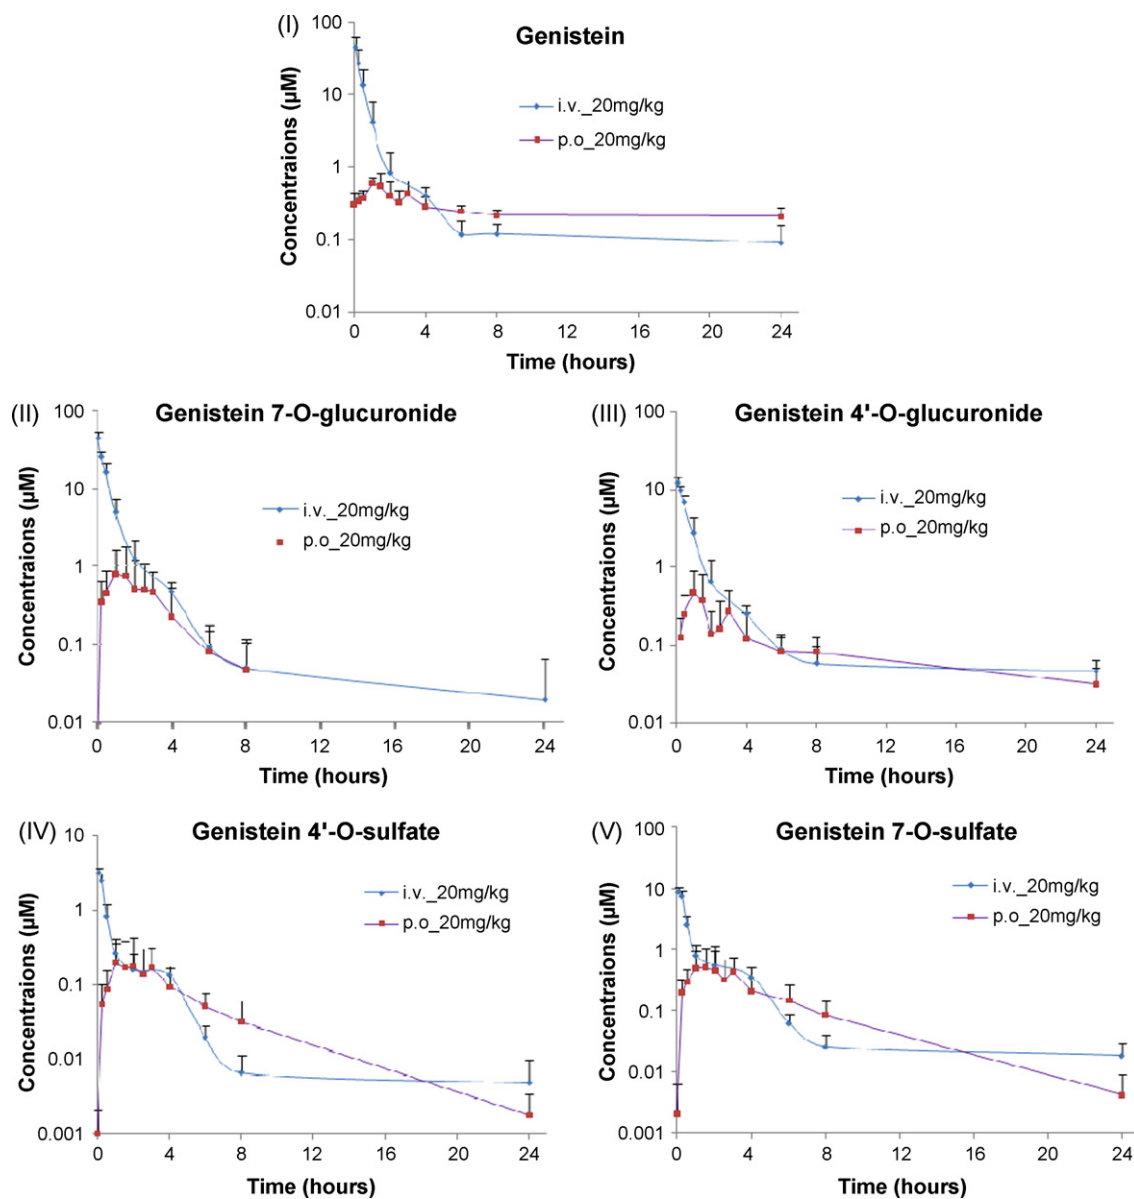 (I)
Genistein
100
10
1
0.1
0.01
Concentraions (µM)
i.v._20mg/kg
p.o_20mg/kg
0 4 8 12 16 20 24
Time (hours)
(II)
Genistein 7-O-glucuronide
100
10
1
0.1
0.01
Concentraions (µM)
i.v._20mg/kg
p.o_20mg/kg
0 4 8 12 16 20 24
Time (hours)
(III)
Genistein 4'-O-glucuronide
100
10
1
0.1
0.01
Concentraions (µM)
i.v._20mg/kg
p.o_20mg/kg
0 4 8 12 16 20 24
Time (hours)
(IV)
Genistein 4'-O-sulfate
10
1
0.1
0.01
0.001
Concentraions (µM)
i.v._20mg/kg
p.o_20mg/kg
0 4 8 12 16 20 24
Time (hours)
(V)
Genistein 7-O-sulfate
100
10
1
0.1
0.01
0.001
Concentraions (µM)
i.v._20mg/kg
p.o_20mg/kg
0 4 8 12 16 20 24
Time (hours)